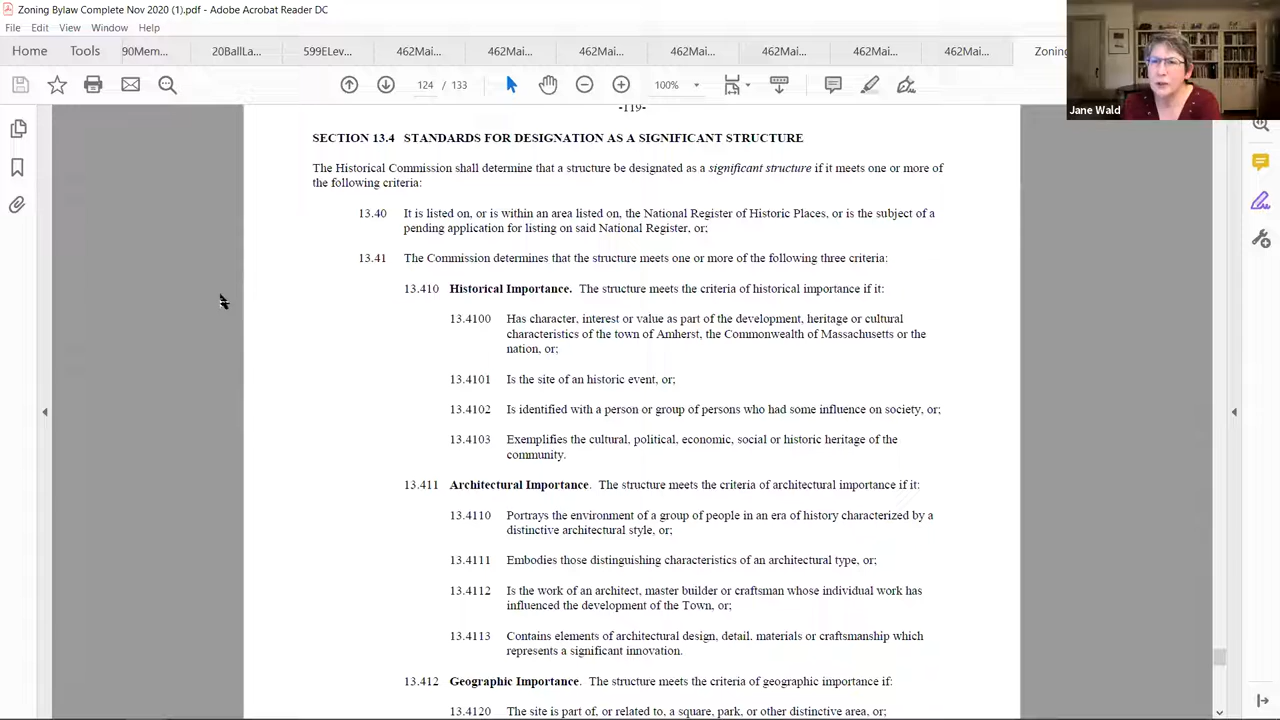 Zoning Bylaw Complete Nov 2020 (1).pdf - Adobe Acrobat Reader DC
File Edit View Window Help
Home Tools 90Mem... 20BallLa... 599ELev... 462Mai... 462Mai... 462Mai... 462Mai... 462Mai... 462Mai... 462Mai... Zoning
124 / 135 100%
Jane Wald
-119-
SECTION 13.4 STANDARDS FOR DESIGNATION AS A SIGNIFICANT STRUCTURE
The Historical Commission shall determine that a structure be designated as a significant structure if it meets one or more of
the following criteria:
13.40 It is listed on, or is within an area listed on, the National Register of Historic Places, or is the subject of a
pending application for listing on said National Register, or;
13.41 The Commission determines that the structure meets one or more of the following three criteria:
13.410 Historical Importance. The structure meets the criteria of historical importance if it:
13.4100 Has character, interest or value as part of the development, heritage or cultural
characteristics of the town of Amherst, the Commonwealth of Massachusetts or the
nation, or;
13.4101 Is the site of an historic event, or;
13.4102 Is identified with a person or group of persons who had some influence on society, or;
13.4103 Exemplifies the cultural, political, economic, social or historic heritage of the
community.
13.411 Architectural Importance. The structure meets the criteria of architectural importance if it:
13.4110 Portrays the environment of a group of people in an era of history characterized by a
distinctive architectural style, or;
13.4111 Embodies those distinguishing characteristics of an architectural type, or;
13.4112 Is the work of an architect, master builder or craftsman whose individual work has
influenced the development of the Town, or;
13.4113 Contains elements of architectural design, detail, materials or craftsmanship which
represents a significant innovation.
13.412 Geographic Importance. The structure meets the criteria of geographic importance if:
13.4120 The site is part of, or related to, a square, park, or other distinctive area, or;